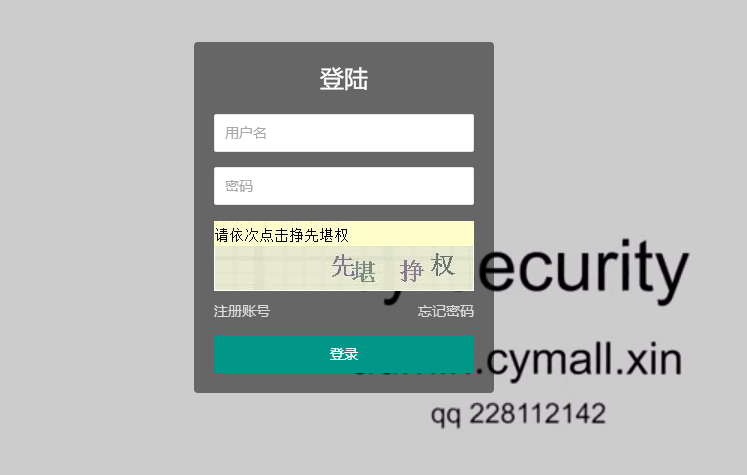 登陆
用户名
密码
请依次点击挣先堪权
先堪 挣 权
注册账号 忘记密码
登录
ecurity
.cymall.xin
qq 228112142